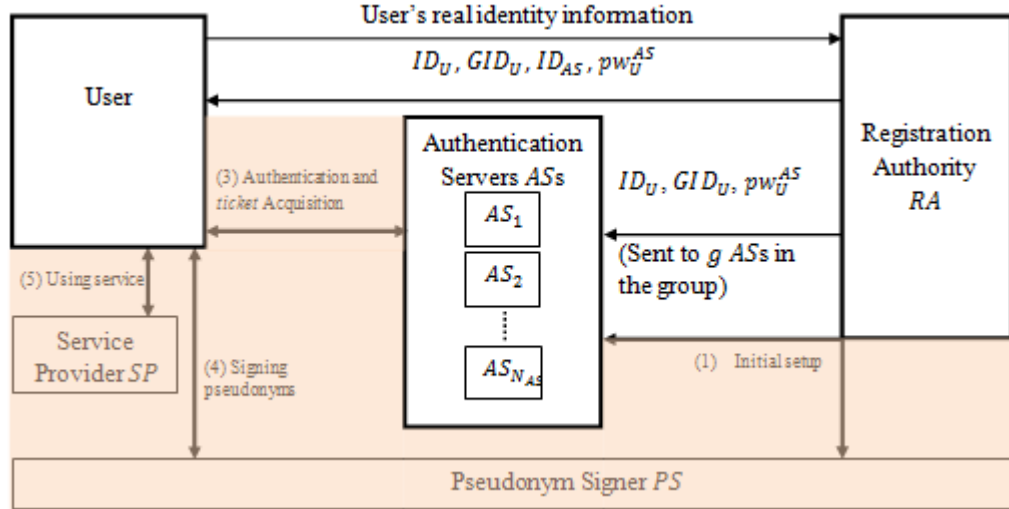 User's real identity information
ID_U, GID_U, ID_AS, pw_U^AS
User
Authentication
Servers ASs
AS_1
AS_2
AS_{N_AS}
Registration
Authority
RA
ID_U, GID_U, pw_U^AS
(Sent to g ASs in
the group)
(3) Authentication and
ticket Acquisition
(5) Using service
Service
Provider SP
(4) Signing
pseudonyms
(1) Initial setup
Pseudonym Signer PS